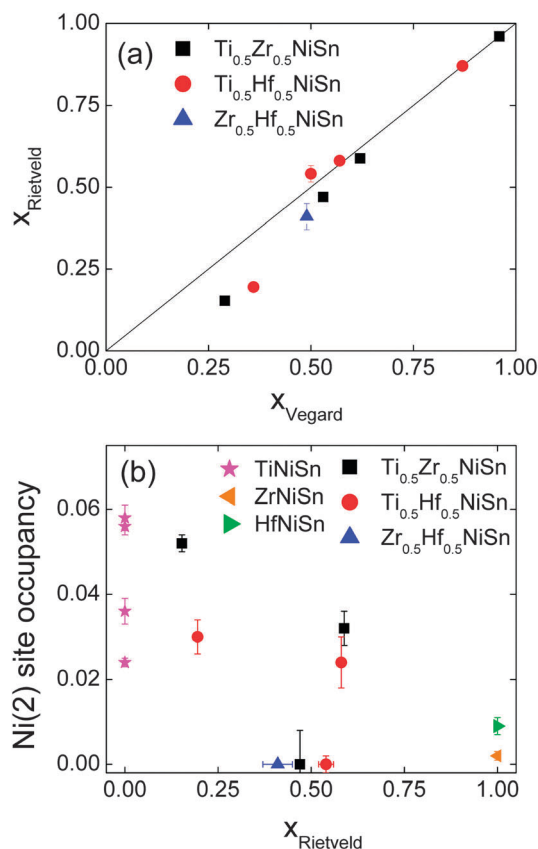 1.00
0.75
0.50
0.25
0.00
x_Rietveld
(a)
Ti0.5Zr0.5NiSn
Ti0.5Hf0.5NiSn
Zr0.5Hf0.5NiSn
0.00 0.25 0.50 0.75 1.00
x_Vegard
0.06
0.04
0.02
0.00
Ni(2) site occupancy
(b)
TiNiSn
ZrNiSn
HfNiSn
Ti0.5Zr0.5NiSn
Ti0.5Hf0.5NiSn
Zr0.5Hf0.5NiSn
0.00 0.25 0.50 0.75 1.00
x_Rietveld